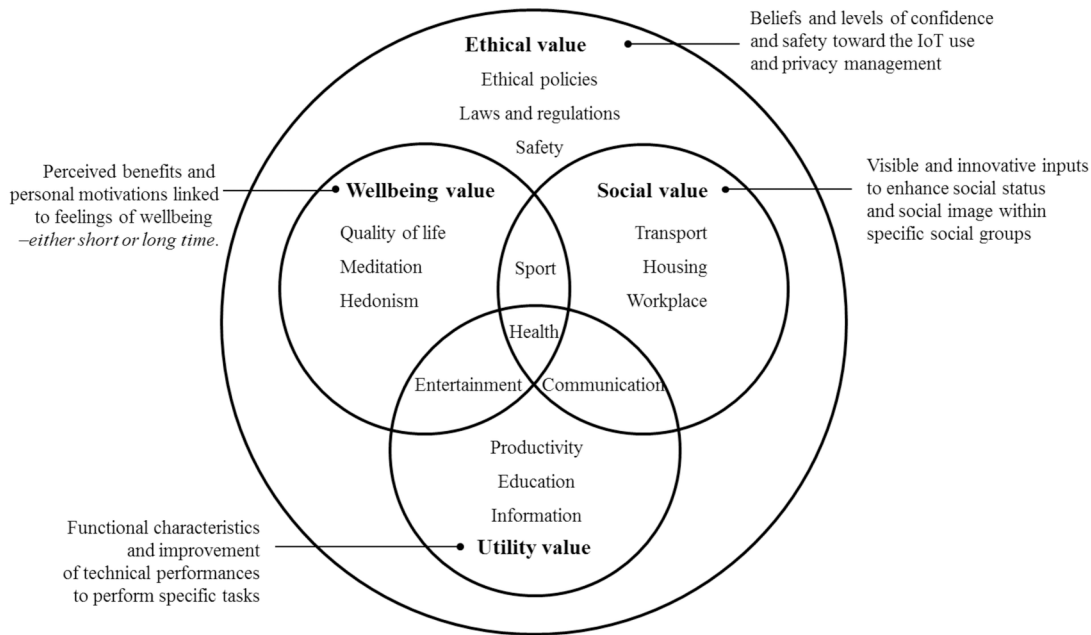 Ethical value
Ethical policies
Laws and regulations
Safety
Beliefs and levels of confidence
and safety toward the IoT use
and privacy management
Perceived benefits and
personal motivations linked
to feelings of wellbeing
–either short or long time.
Wellbeing value
Quality of life
Meditation
Hedonism
Sport
Social value
Transport
Housing
Workplace
Visible and innovative inputs
to enhance social status
and social image within
specific social groups
Health
Entertainment
Communication
Productivity
Education
Information
Utility value
Functional characteristics
and improvement
of technical performances
to perform specific tasks